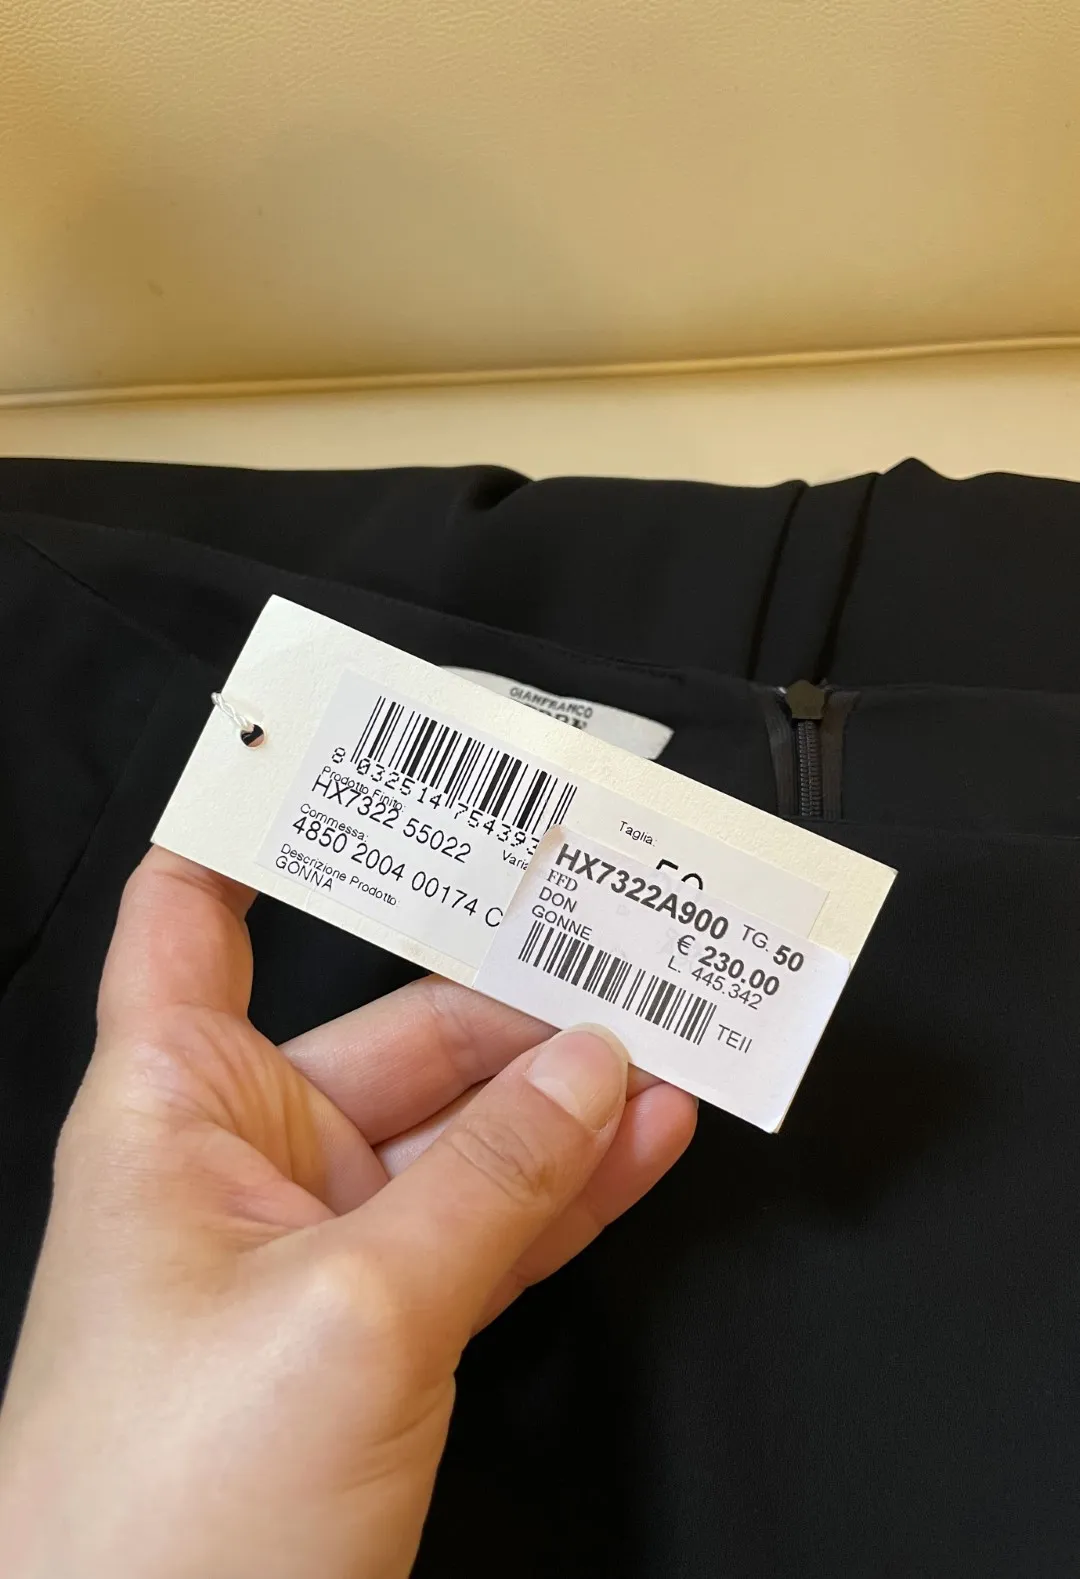 GIANFRANCO
8 032514 75439
Prodotto Finito:
HX7322 55022
Commessa:
4850 2004 00174 C
Descrizione Prodotto
GONNA
Taglia:
50
HX7322A900 TG. 50
FFD
DON
GONNE
€ 230.00
L. 445.342
TEII